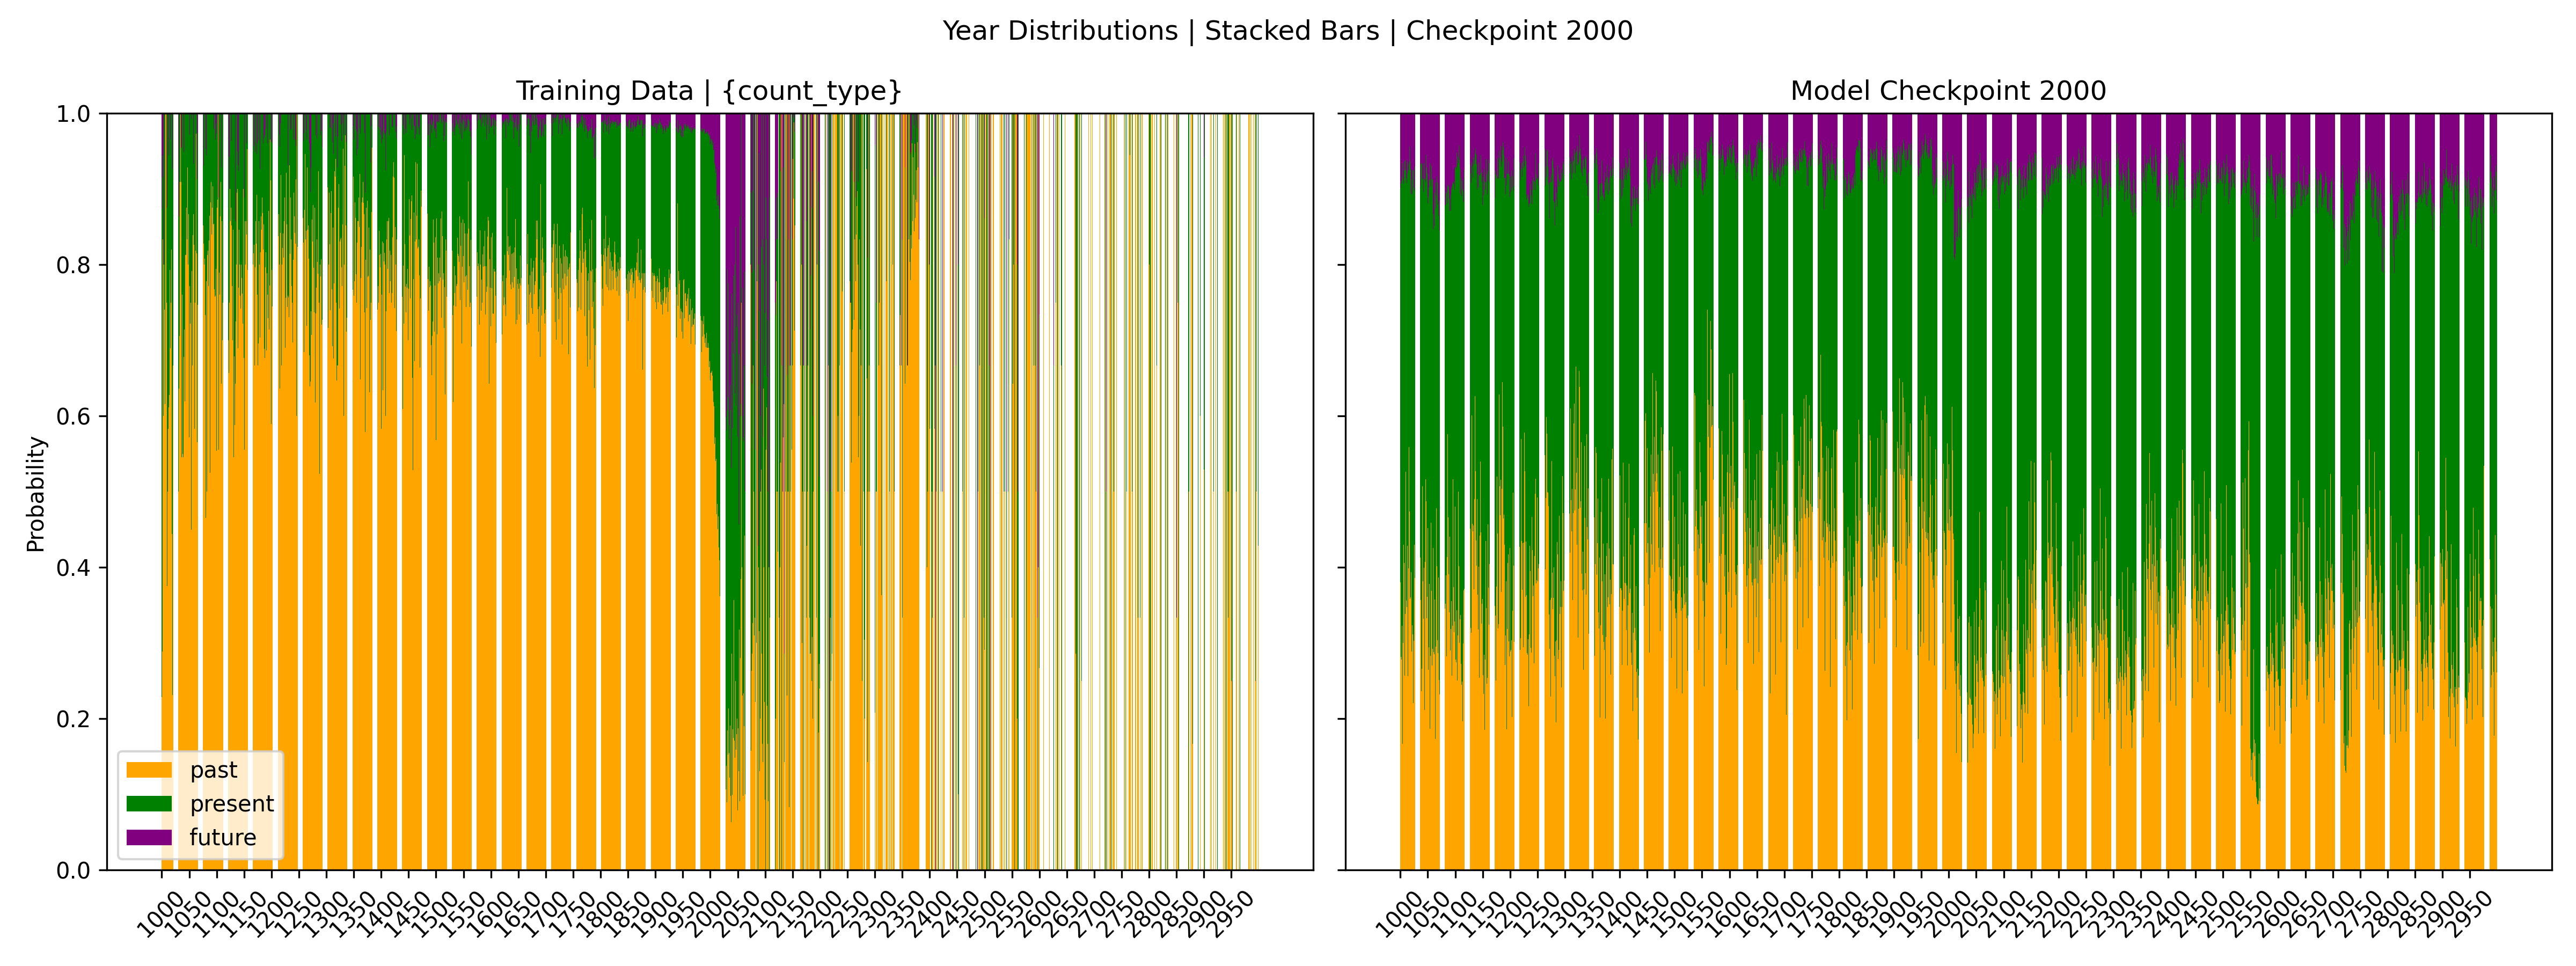 Year Distributions | Stacked Bars | Checkpoint 2000
Training Data | {count_type}
Model Checkpoint 2000
Probability
1.0
0.8
0.6
0.4
0.2
0.0
past
present
future
1000 1050 1100 1150 1200 1250 1300 1350 1400 1450 1500 1550 1600 1650 1700 1750 1800 1850 1900 1950 2000 2050 2100 2150 2200 2250 2300 2350 2400 2450 2500 2550 2600 2650 2700 2750 2800 2850 2900 2950
1000 1050 1100 1150 1200 1250 1300 1350 1400 1450 1500 1550 1600 1650 1700 1750 1800 1850 1900 1950 2000 2050 2100 2150 2200 2250 2300 2350 2400 2450 2500 2550 2600 2650 2700 2750 2800 2850 2900 2950